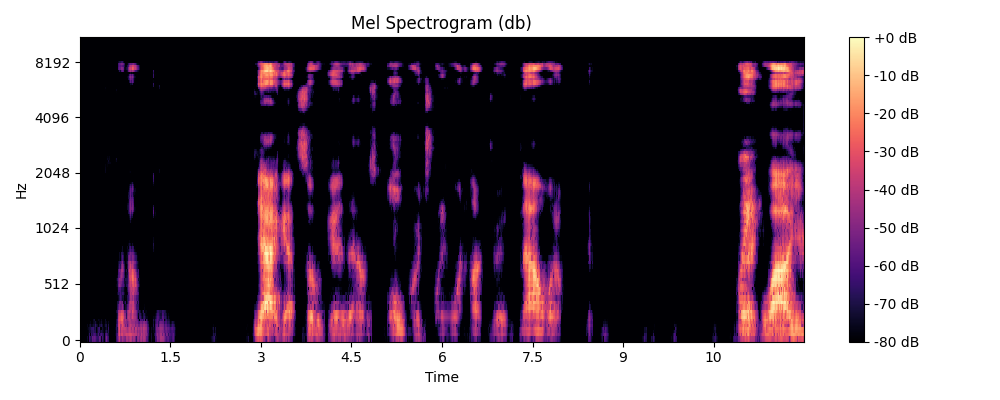 Mel Spectrogram (db)
8192
4096
2048
1024
512
0
Hz
0 1.5 3 4.5 6 7.5 9 10
Time
+0 dB
-10 dB
-20 dB
-30 dB
-40 dB
-50 dB
-60 dB
-70 dB
-80 dB